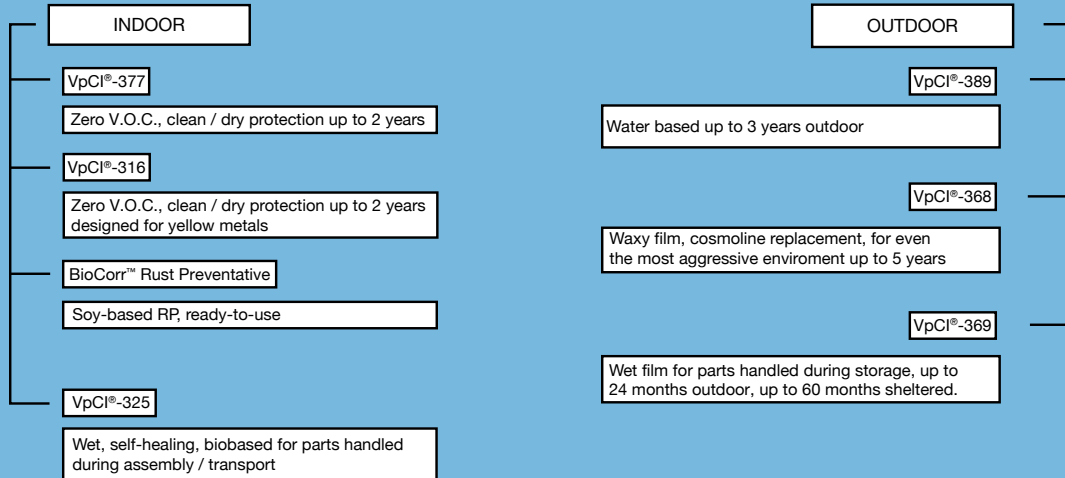 INDOOR
VpCI®-377
Zero V.O.C., clean / dry protection up to 2 years
VpCI®-316
Zero V.O.C., clean / dry protection up to 2 years
designed for yellow metals
BioCorr™ Rust Preventative
Soy-based RP, ready-to-use
VpCI®-325
Wet, self-healing, biobased for parts handled
during assembly / transport
OUTDOOR
VpCI®-389
Water based up to 3 years outdoor
VpCI®-368
Waxy film, cosmoline replacement, for even
the most aggressive enviroment up to 5 years
VpCI®-369
Wet film for parts handled during storage, up to
24 months outdoor, up to 60 months sheltered.